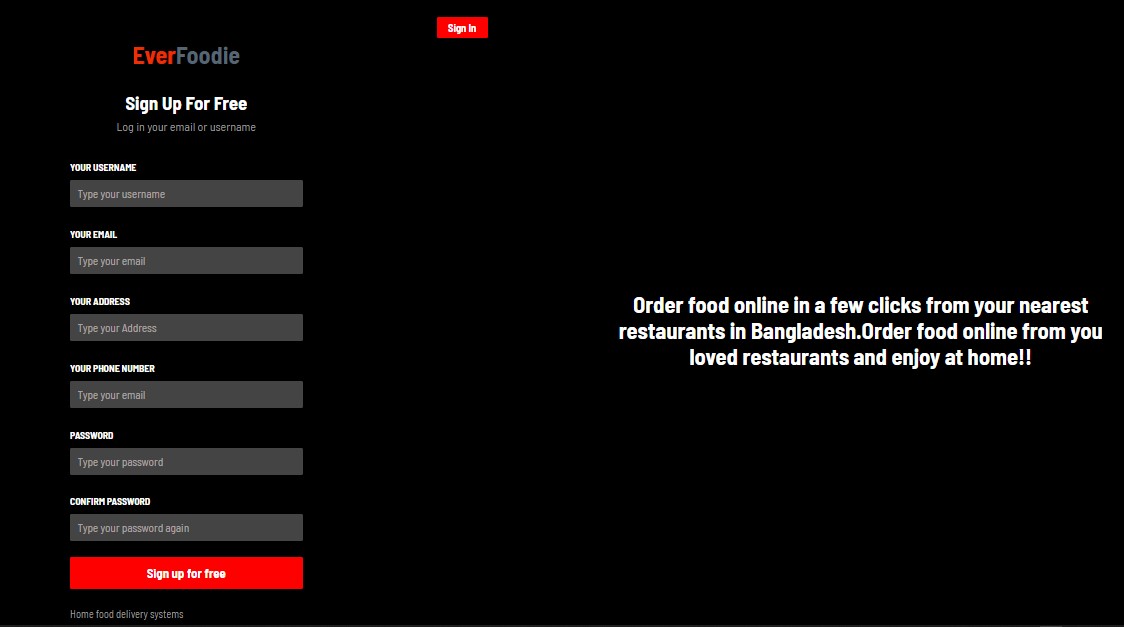 Sign In
EverFoodie
Sign Up For Free
Log in your email or username
YOUR USERNAME
Type your username
YOUR EMAIL
Type your email
YOUR ADDRESS
Type your Address
YOUR PHONE NUMBER
Type your email
PASSWORD
Type your password
CONFIRM PASSWORD
Type your password again
Sign up for free
Home food delivery systems
Order food online in a few clicks from your nearest
restaurants in Bangladesh.Order food online from you
loved restaurants and enjoy at home!!